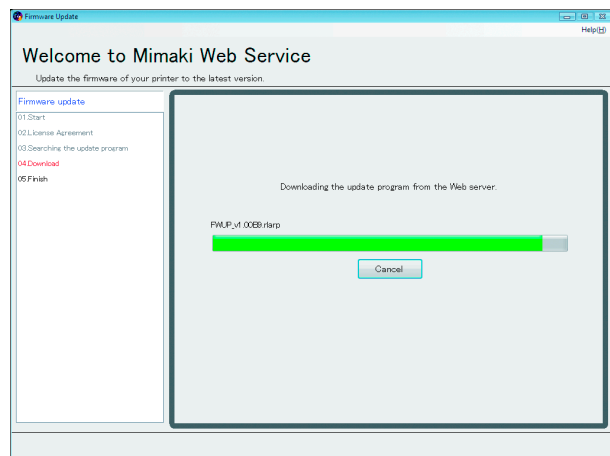 Firmware Update
Help(H)
Welcome to Mimaki Web Service
Update the firmware of your printer to the latest version.
Firmware update
01.Start
02.License Agreement
03.Searching the update program
04.Download
05.Finish
Downloading the update program from the Web server.
FWUP_v1.00B9.rlarp
Cancel